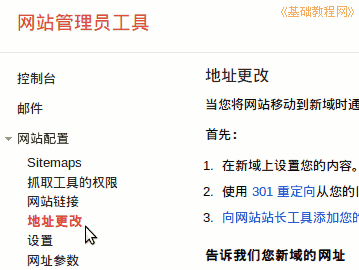 网站管理员工具
《基础教程网》
控制台
邮件
网站配置
Sitemaps
抓取工具的权限
网站链接
地址更改
设置
网址参数
地址更改
当您将网站移动到新域时通
首先：
1. 在新域上设置您的内容。
2. 使用 301 重定向从您的
3. 向网站站长工具添加您的
告诉我们您新域的网址